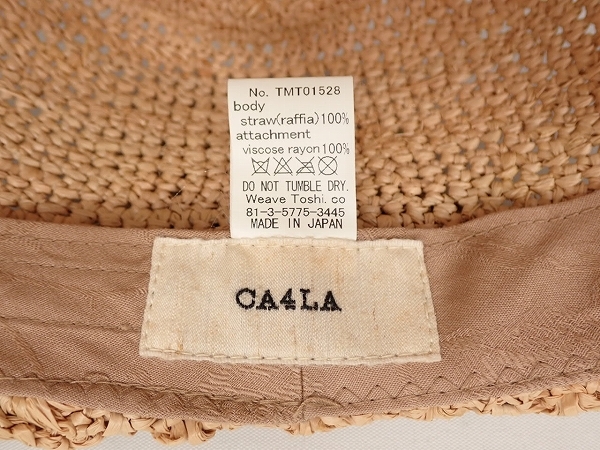 No. TMT01528
body
straw(raffia)100%
attachment
viscose rayon100%
DO NOT TUMBLE DRY.
Weave Toshi.co
81-3-5775-3445
MADE IN JAPAN
CA4LA